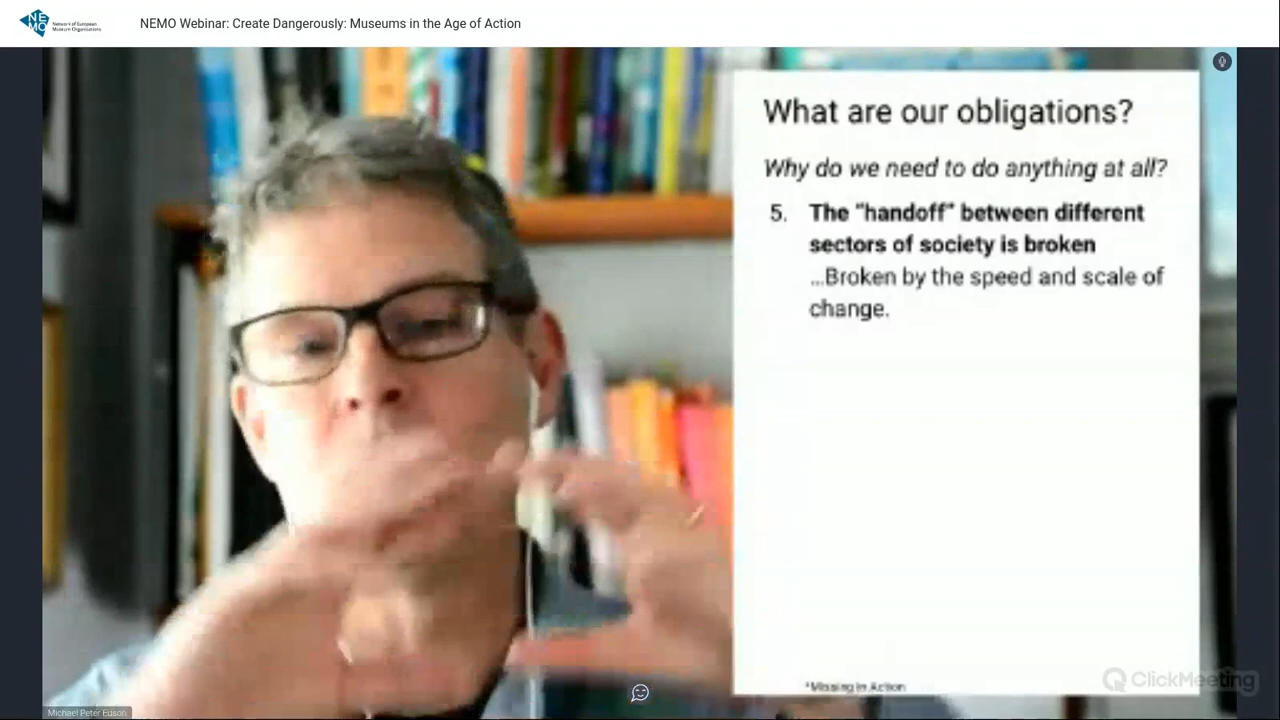 NEMO
Network of European
Museum Organisations
NEMO Webinar: Create Dangerously: Museums in the Age of Action
What are our obligations?
Why do we need to do anything at all?
5. The "handoff" between different
sectors of society is broken
...Broken by the speed and scale of
change.
*Missing in Action
ClickMeeting
Michael Peter Edson